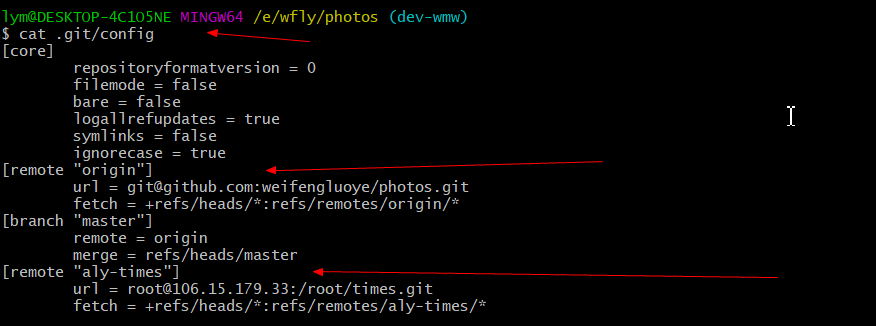 lym@DESKTOP-4C1O5NE MINGW64 /e/wfly/photos (dev-wmw)
$ cat .git/config
[core]
        repositoryformatversion = 0
        filemode = false
        bare = false
        logallrefupdates = true
        symlinks = false
        ignorecase = true
[remote "origin"]
        url = git@github.com:weifengluoye/photos.git
        fetch = +refs/heads/*:refs/remotes/origin/*
[branch "master"]
        remote = origin
        merge = refs/heads/master
[remote "aly-times"]
        url = root@106.15.179.33:/root/times.git
        fetch = +refs/heads/*:refs/remotes/aly-times/*